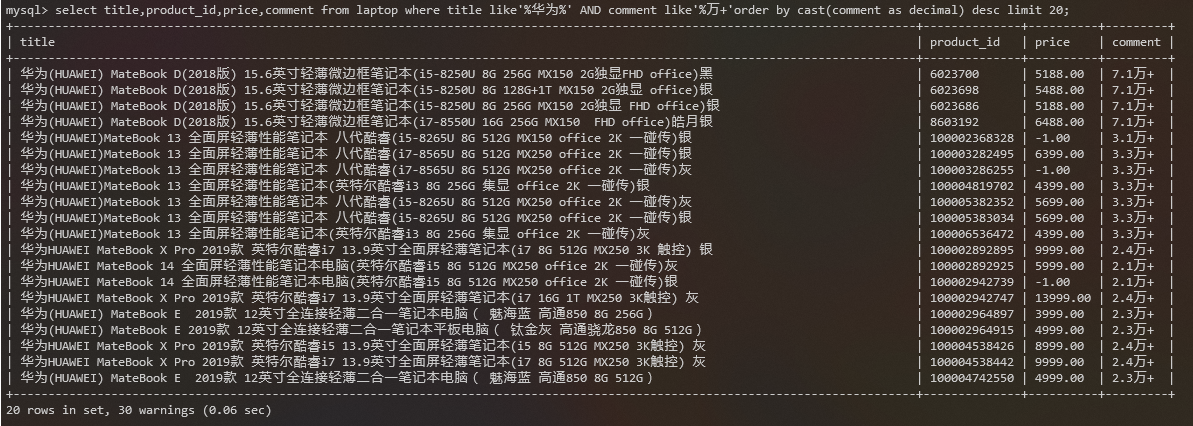 mysql> select title,product_id,price,comment from laptop where title like'%华为%' AND comment like'%万+'order by cast(comment as decimal) desc limit 20;
| title | product_id | price | comment |
| 华为(HUAWEI) MateBook D(2018版) 15.6英寸轻薄微边框笔记本(i5-8250U 8G 256G MX150 2G独显FHD office)黑 | 6023700 | 5188.00 | 7.1万+ |
| 华为(HUAWEI) MateBook D(2018版) 15.6英寸轻薄微边框笔记本(i5-8250U 8G 128G+1T MX150 2G独显 office)银 | 6023698 | 5488.00 | 7.1万+ |
| 华为(HUAWEI) MateBook D(2018版) 15.6英寸轻薄微边框笔记本(i5-8250U 8G 256G MX150 2G独显 FHD office)银 | 6023686 | 5188.00 | 7.1万+ |
| 华为(HUAWEI) MateBook D(2018版) 15.6英寸轻薄微边框笔记本(i7-8550U 16G 256G MX150  FHD office)皓月银 | 8603192 | 6488.00 | 7.1万+ |
| 华为(HUAWEI)MateBook 13 全面屏轻薄性能笔记本 八代酷睿(i5-8265U 8G 512G MX150 office 2K 一碰传)银 | 100002368328 | -1.00 | 3.1万+ |
| 华为(HUAWEI)MateBook 13 全面屏轻薄性能笔记本 八代酷睿(i7-8565U 8G 512G MX250 office 2K 一碰传)银 | 100003282495 | 6399.00 | 3.3万+ |
| 华为(HUAWEI)MateBook 13 全面屏轻薄性能笔记本 八代酷睿(i7-8565U 8G 512G MX250 office 2K 一碰传)灰 | 100003286255 | -1.00 | 3.3万+ |
| 华为(HUAWEI)MateBook 13 全面屏轻薄性能笔记本(英特尔酷睿i3 8G 256G 集显 office 2K 一碰传)银 | 100004819702 | 4399.00 | 3.3万+ |
| 华为(HUAWEI)MateBook 13 全面屏轻薄性能笔记本 八代酷睿(i5-8265U 8G 512G MX250 office 2K 一碰传)灰 | 100005382352 | 5699.00 | 3.3万+ |
| 华为(HUAWEI)MateBook 13 全面屏轻薄性能笔记本 八代酷睿(i5-8265U 8G 512G MX250 office 2K 一碰传)银 | 100005383034 | 5699.00 | 3.3万+ |
| 华为(HUAWEI)MateBook 13 全面屏轻薄性能笔记本(英特尔酷睿i3 8G 256G 集显 office 2K 一碰传)灰 | 100006536472 | 4399.00 | 3.3万+ |
| 华为HUAWEI MateBook X Pro 2019款 英特尔酷睿i7 13.9英寸全面屏轻薄笔记本(i7 8G 512G MX250 3K 触控) 银 | 100002892895 | 9999.00 | 2.4万+ |
| 华为(HUAWEI)MateBook 14 全面屏轻薄性能笔记本电脑(英特尔酷睿i5 8G 512G MX250 office 2K 一碰传)灰 | 100002892925 | 5999.00 | 2.1万+ |
| 华为(HUAWEI)MateBook 14 全面屏轻薄性能笔记本电脑(英特尔酷睿i5 8G 512G MX250 office 2K 一碰传)银 | 100002942739 | -1.00 | 2.1万+ |
| 华为HUAWEI MateBook X Pro 2019款 英特尔酷睿i7 13.9英寸全面屏轻薄笔记本(i7 16G 1T MX250 3K触控) 灰 | 100002942747 | 13999.00 | 2.4万+ |
| 华为(HUAWEI) MateBook E  2019款 12英寸全连接轻薄二合一笔记本电脑（ 魅海蓝 高通850 8G 256G） | 100002964897 | 3999.00 | 2.3万+ |
| 华为(HUAWEI) MateBook E 2019款 12英寸全连接轻薄二合一笔记本平板电脑（ 钛金灰 高通骁龙850 8G 512G） | 100002964915 | 4999.00 | 2.3万+ |
| 华为HUAWEI MateBook X Pro 2019款 英特尔酷睿i5 13.9英寸全面屏轻薄笔记本(i5 8G 512G MX250 3K触控) 灰 | 100004538426 | 8999.00 | 2.4万+ |
| 华为HUAWEI MateBook X Pro 2019款 英特尔酷睿i7 13.9英寸全面屏轻薄笔记本(i7 8G 512G MX250 3K触控) 灰 | 100004538442 | 9999.00 | 2.4万+ |
| 华为(HUAWEI) MateBook E  2019款 12英寸全连接轻薄二合一笔记本电脑（ 魅海蓝 高通850 8G 512G） | 100004742550 | 4999.00 | 2.3万+ |
20 rows in set, 30 warnings (0.06 sec)